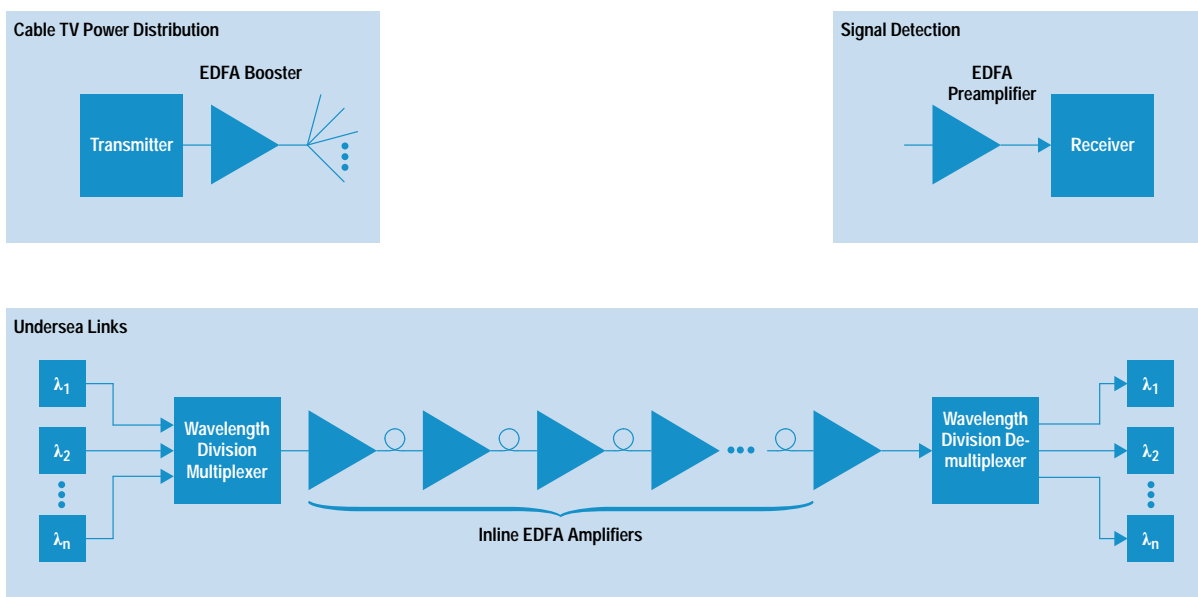 Cable TV Power Distribution
EDFA Booster
Transmitter
Signal Detection
EDFA
Preamplifier
Receiver
Undersea Links
λ1
λ2
λn
Wavelength
Division
Multiplexer
Inline EDFA Amplifiers
Wavelength
Division De-
multiplexer
λ1
λ2
λn